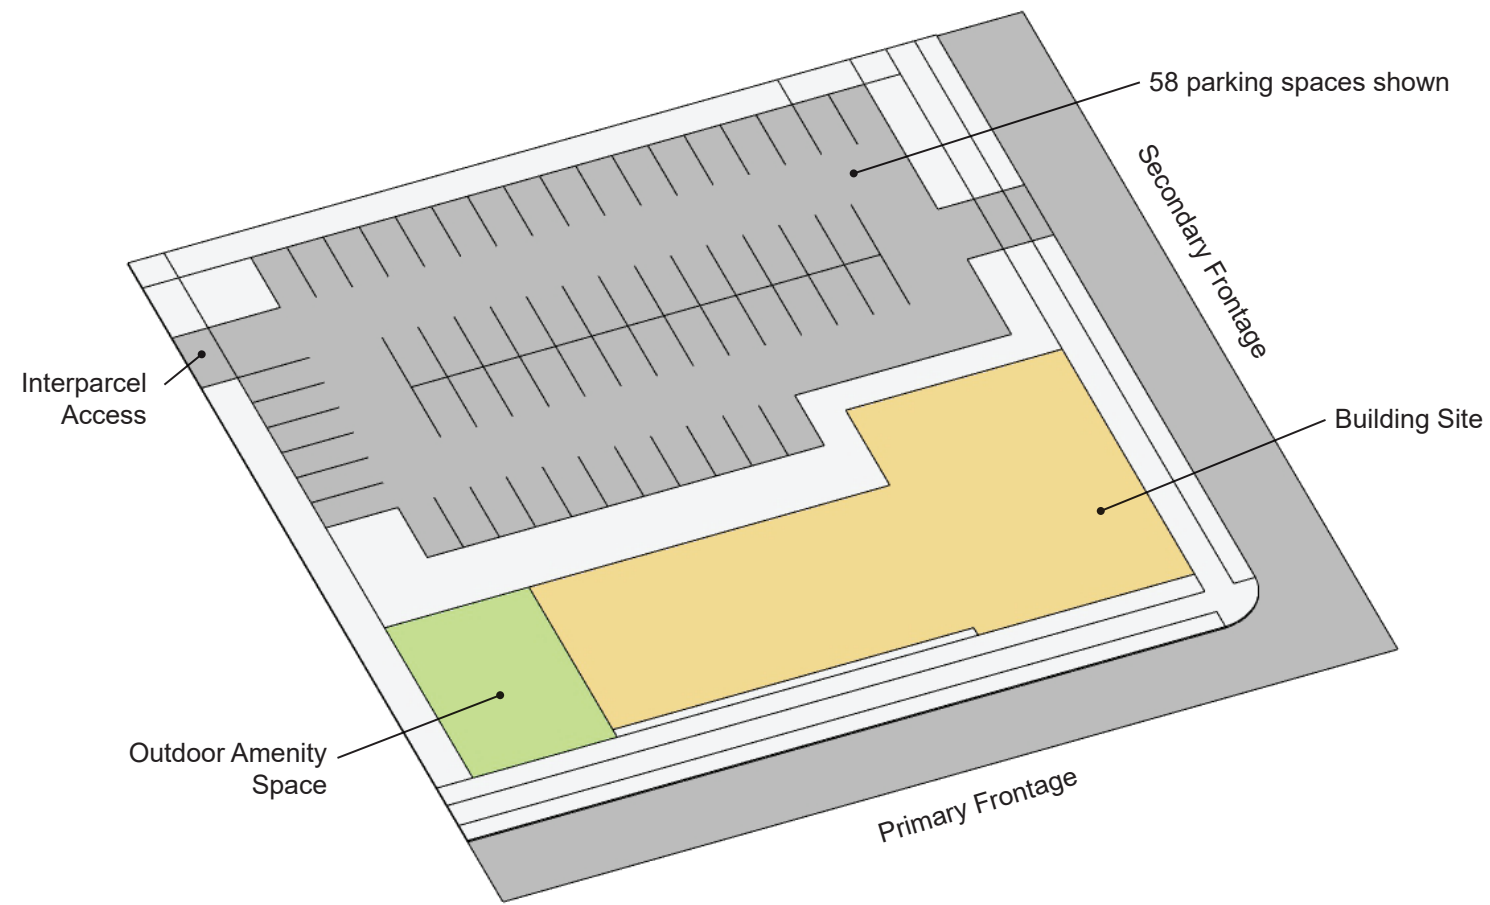 58 parking spaces shown
Secondary Frontage
Interparcel
Access
Building Site
Outdoor Amenity
Space
Primary Frontage